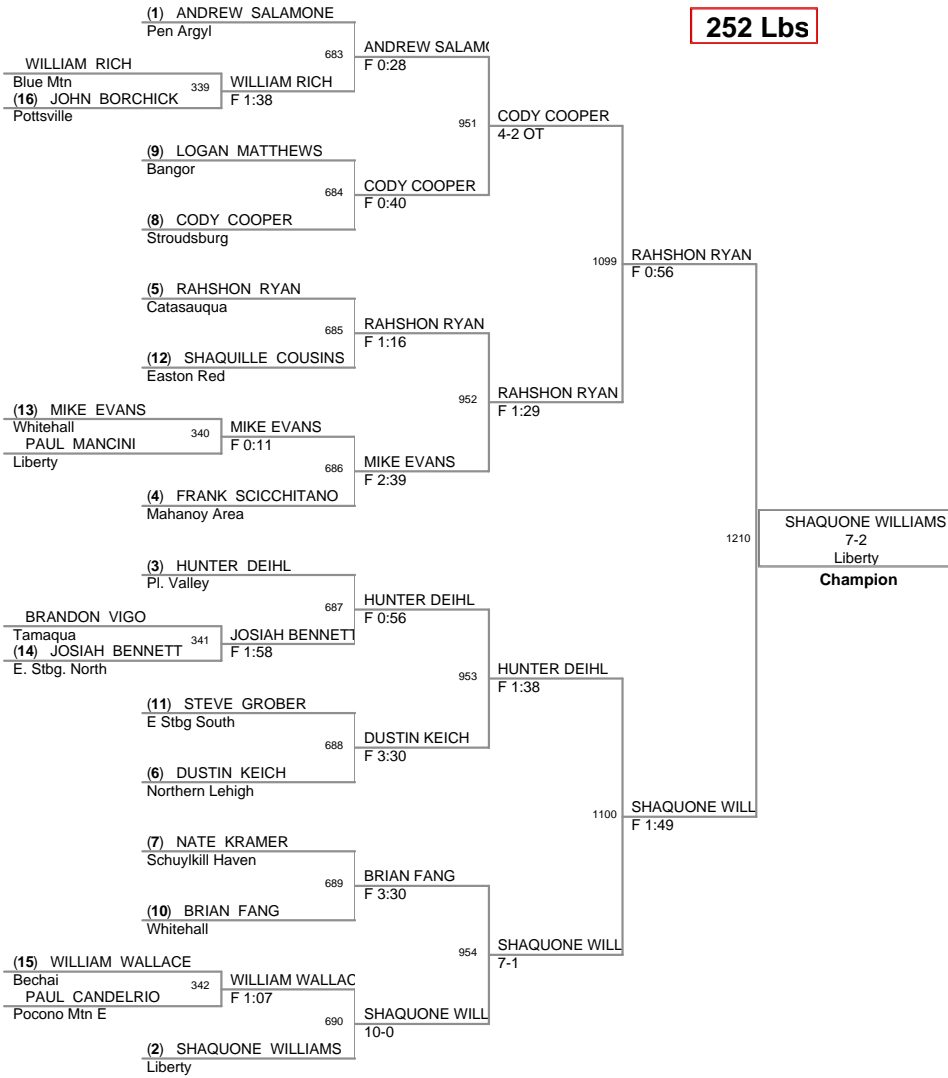 252 Lbs
(1) ANDREW SALAMONE
Pen Argyl
683
ANDREW SALAMO
F 0:28
WILLIAM RICH
Blue Mtn
339
WILLIAM RICH
F 1:38
(16) JOHN BORCHICK
Pottsville
951
CODY COOPER
4-2 OT
(9) LOGAN MATTHEWS
Bangor
684
CODY COOPER
F 0:40
(8) CODY COOPER
Stroudsburg
1099
RAHSHON RYAN
F 0:56
(5) RAHSHON RYAN
Catasauqua
685
RAHSHON RYAN
F 1:16
(12) SHAQUILLE COUSINS
Easton Red
952
RAHSHON RYAN
F 1:29
(13) MIKE EVANS
Whitehall
340
MIKE EVANS
F 0:11
PAUL MANCINI
Liberty
686
MIKE EVANS
F 2:39
(4) FRANK SCICCHITANO
Mahanoy Area
1210
SHAQUONE WILLIAMS
7-2
Liberty
Champion
(3) HUNTER DEIHL
Pl. Valley
687
HUNTER DEIHL
F 0:56
BRANDON VIGO
Tamaqua
341
JOSIAH BENNETT
F 1:58
(14) JOSIAH BENNETT
E. Stbg. North
953
HUNTER DEIHL
F 1:38
(11) STEVE GROBER
E Stbg South
688
DUSTIN KEICH
F 3:30
(6) DUSTIN KEICH
Northern Lehigh
1100
SHAQUONE WILL
F 1:49
(7) NATE KRAMER
Schuylkill Haven
689
BRIAN FANG
F 3:30
(10) BRIAN FANG
Whitehall
954
SHAQUONE WILL
7-1
(15) WILLIAM WALLACE
Bechai
342
WILLIAM WALLAC
F 1:07
PAUL CANDELRIO
Pocono Mtn E
690
SHAQUONE WILL
10-0
(2) SHAQUONE WILLIAMS
Liberty